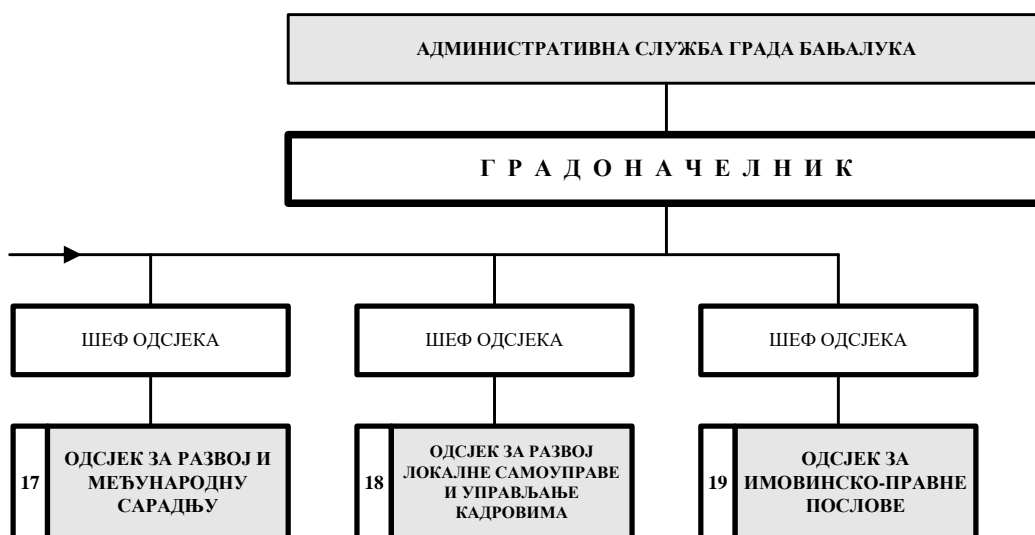 АДМИНИСТРАТИВНА СЛУЖБА ГРАДА БАЊАЛУКА
Г Р А Д О Н А Ч Е Л Н И К
ШЕФ ОДСЈЕКА
ШЕФ ОДСЈЕКА
ШЕФ ОДСЈЕКА
17
ОДСЈЕК ЗА РАЗВОЈ И
МЕЂУНАРОДНУ
САРАДЊУ
18
ОДСЈЕК ЗА РАЗВОЈ
ЛОКАЛНЕ САМОУПРАВЕ
И УПРАВЉАЊЕ
КАДРОВИМА
19
ОДСЈЕК ЗА
ИМОВИНСКО-ПРАВНЕ
ПОСЛОВЕ